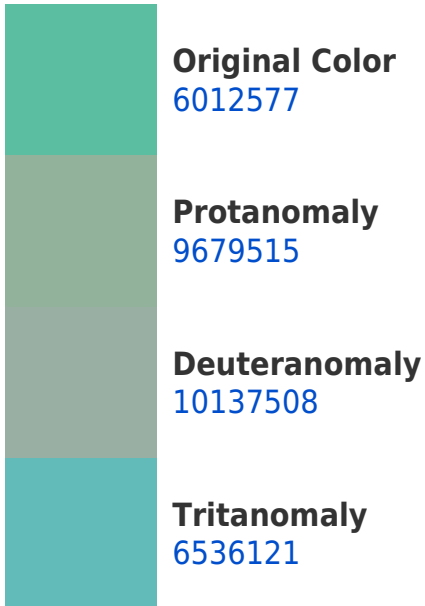 Original Color
6012577
Protanomaly
9679515
Deuteranomaly
10137508
Tritanomaly
6536121